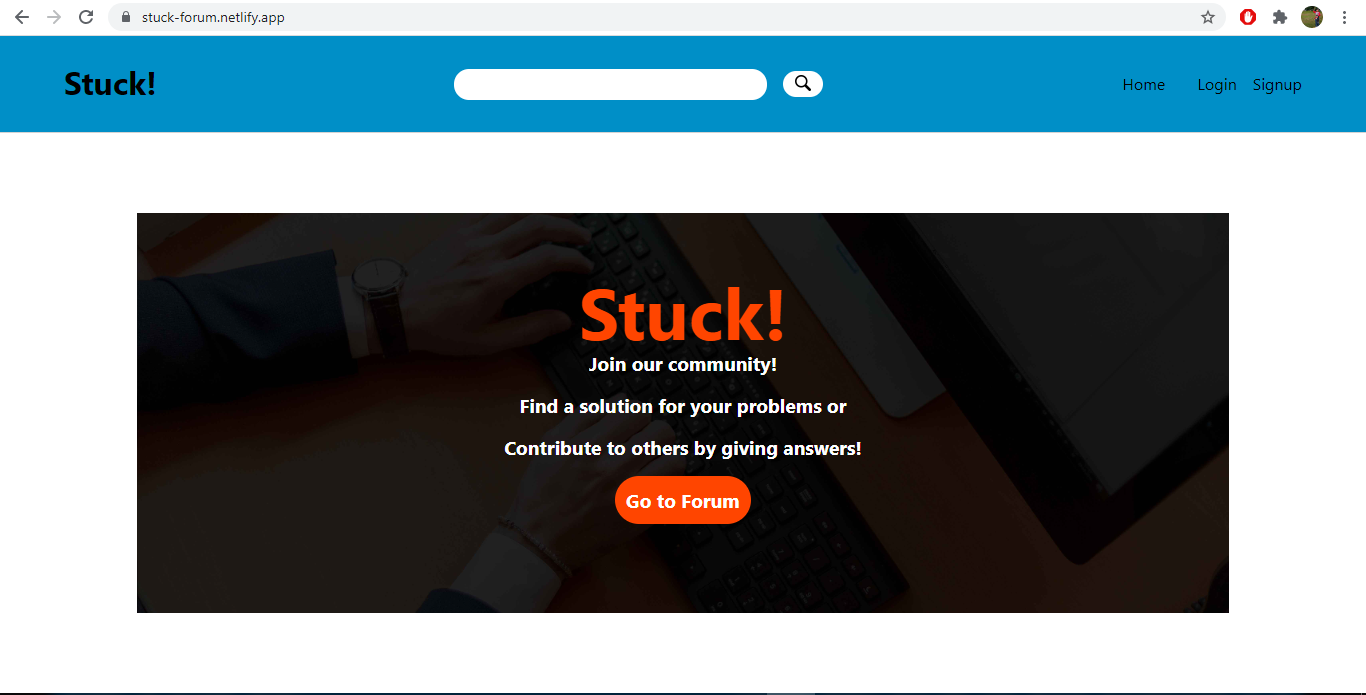 stuck-forum.netlify.app
Stuck!
Home Login Signup
Stuck!
Join our community!
Find a solution for your problems or
Contribute to others by giving answers!
Go to Forum